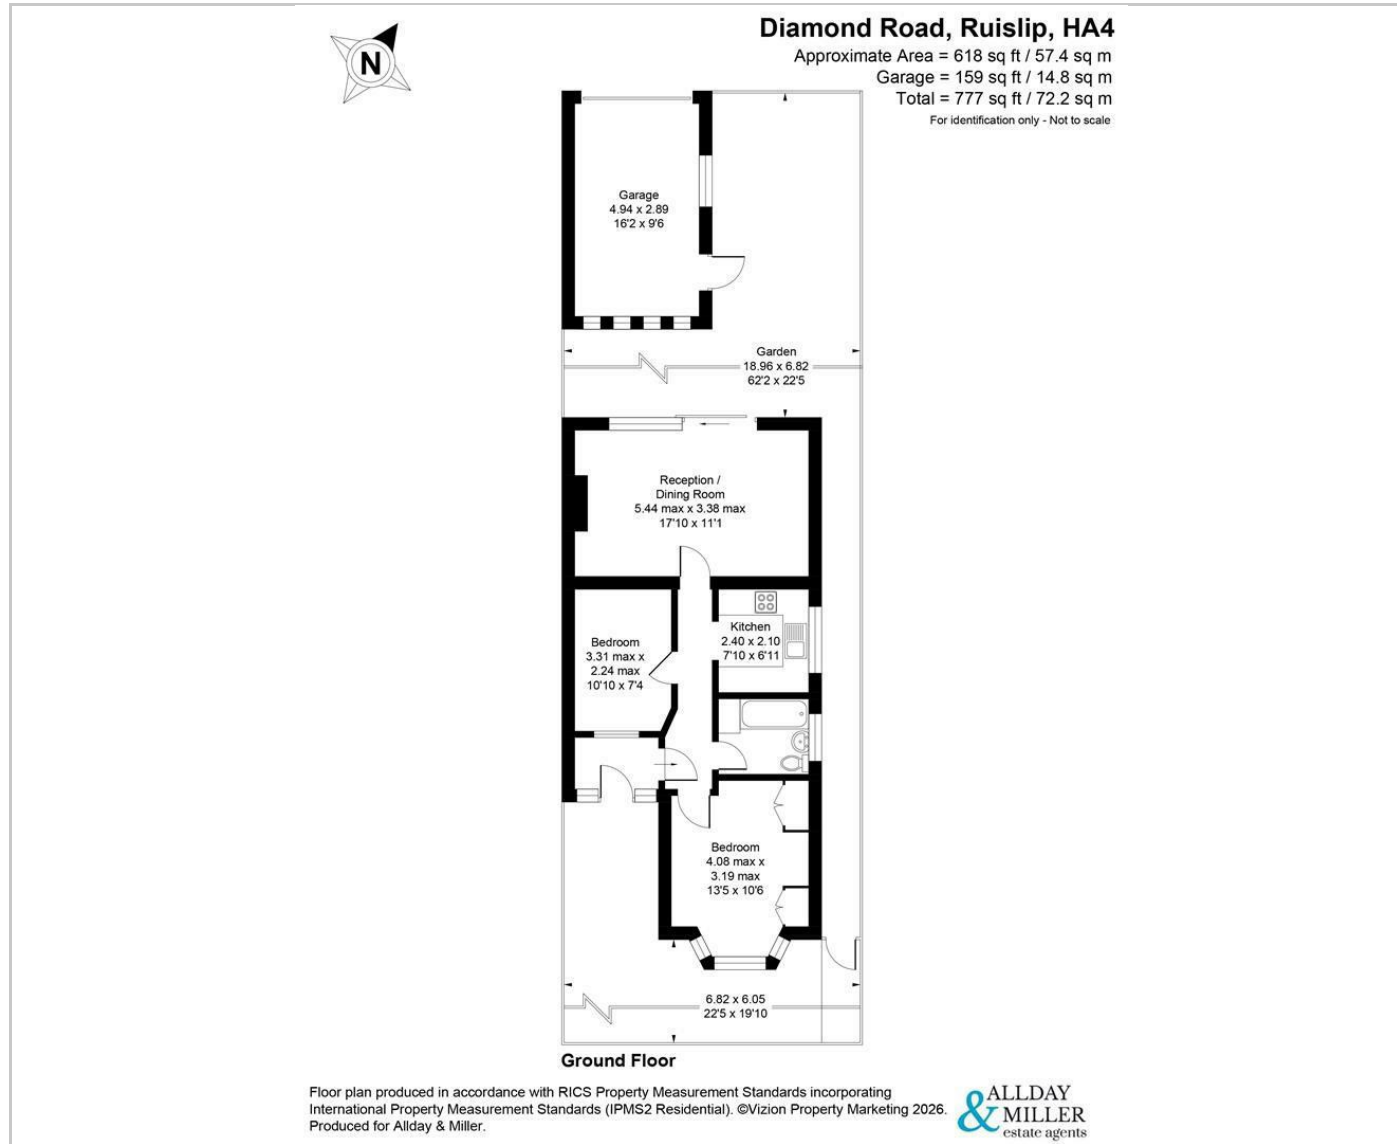 N
Diamond Road, Ruislip, HA4
Approximate Area = 618 sq ft / 57.4 sq m
Garage = 159 sq ft / 14.8 sq m
Total = 777 sq ft / 72.2 sq m
For identification only - Not to scale
Garage
4.94 x 2.89
16'2 x 9'6
Garden
18.96 x 6.82
62'2 x 22'5
Reception /
Dining Room
5.44 max x 3.38 max
17'10 x 11'1
Kitchen
2.40 x 2.10
7'10 x 6'11
Bedroom
3.31 max x
2.24 max
10'10 x 7'4
Bedroom
4.08 max x
3.19 max
13'5 x 10'6
6.82 x 6.05
22'5 x 19'10
Ground Floor
Floor plan produced in accordance with RICS Property Measurement Standards incorporating
International Property Measurement Standards (IPMS2 Residential). ©Vizion Property Marketing 2026.
Produced for Allday & Miller.
ALLDAY
& MILLER
estate agents